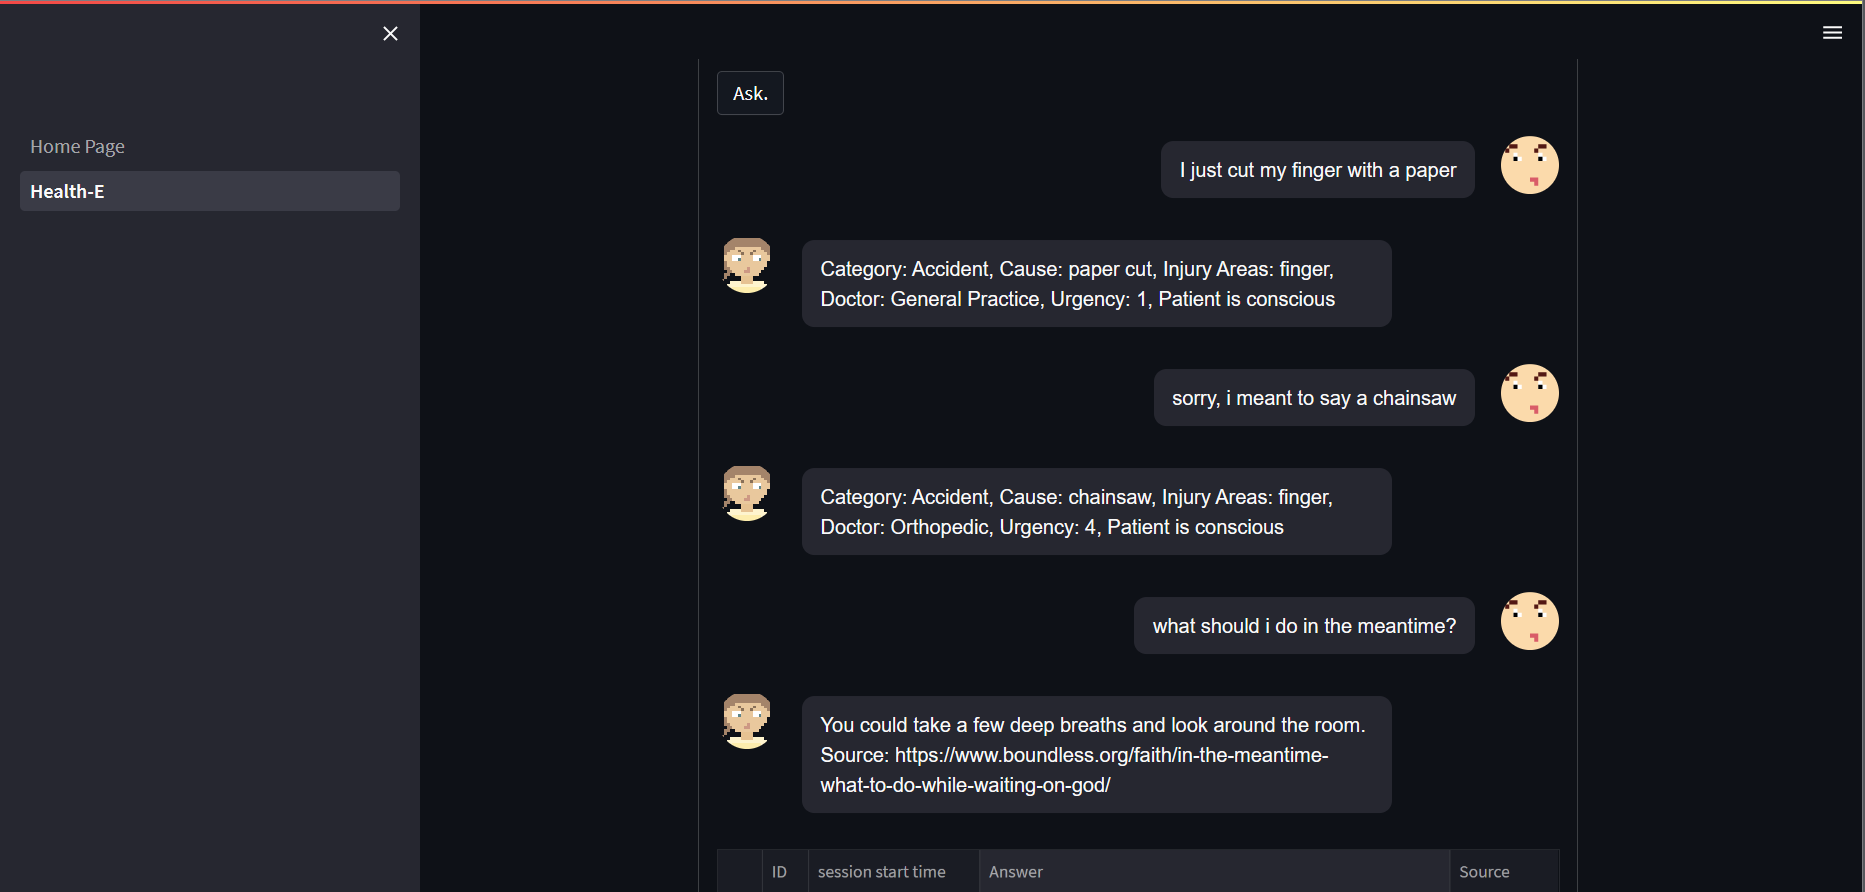 Home Page
Health-E
Ask.
I just cut my finger with a paper
Category: Accident, Cause: paper cut, Injury Areas: finger,
Doctor: General Practice, Urgency: 1, Patient is conscious
sorry, i meant to say a chainsaw
Category: Accident, Cause: chainsaw, Injury Areas: finger,
Doctor: Orthopedic, Urgency: 4, Patient is conscious
what should i do in the meantime?
You could take a few deep breaths and look around the room.
Source: https://www.boundless.org/faith/in-the-meantime-
what-to-do-while-waiting-on-god/
ID session start time Answer Source